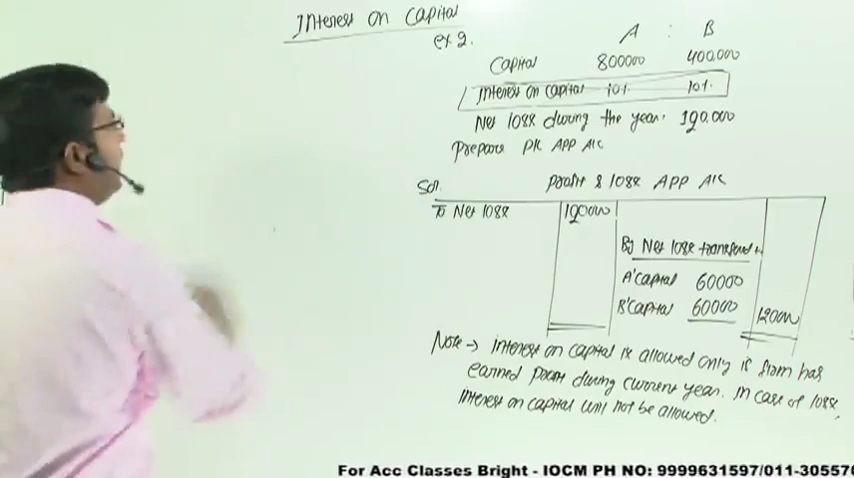 Interest on Capital
ex 2.
A : B
Capital 800000 400,000
Interest on capital 10% 10%
Net loss during the year. 120,000
Prepare P/L APP A/C
Sol. Profit & loss APP A/C
To Net loss 120000
By Net loss transferred to
A'Capital 60000
B'Capital 60000 120000
Note → Interest on capital is allowed only if firm has
earned profit during current year. In case of loss
Interest on capital will not be allowed.
For Acc Classes Bright - IOCM PH NO: 9999631597/011-305576